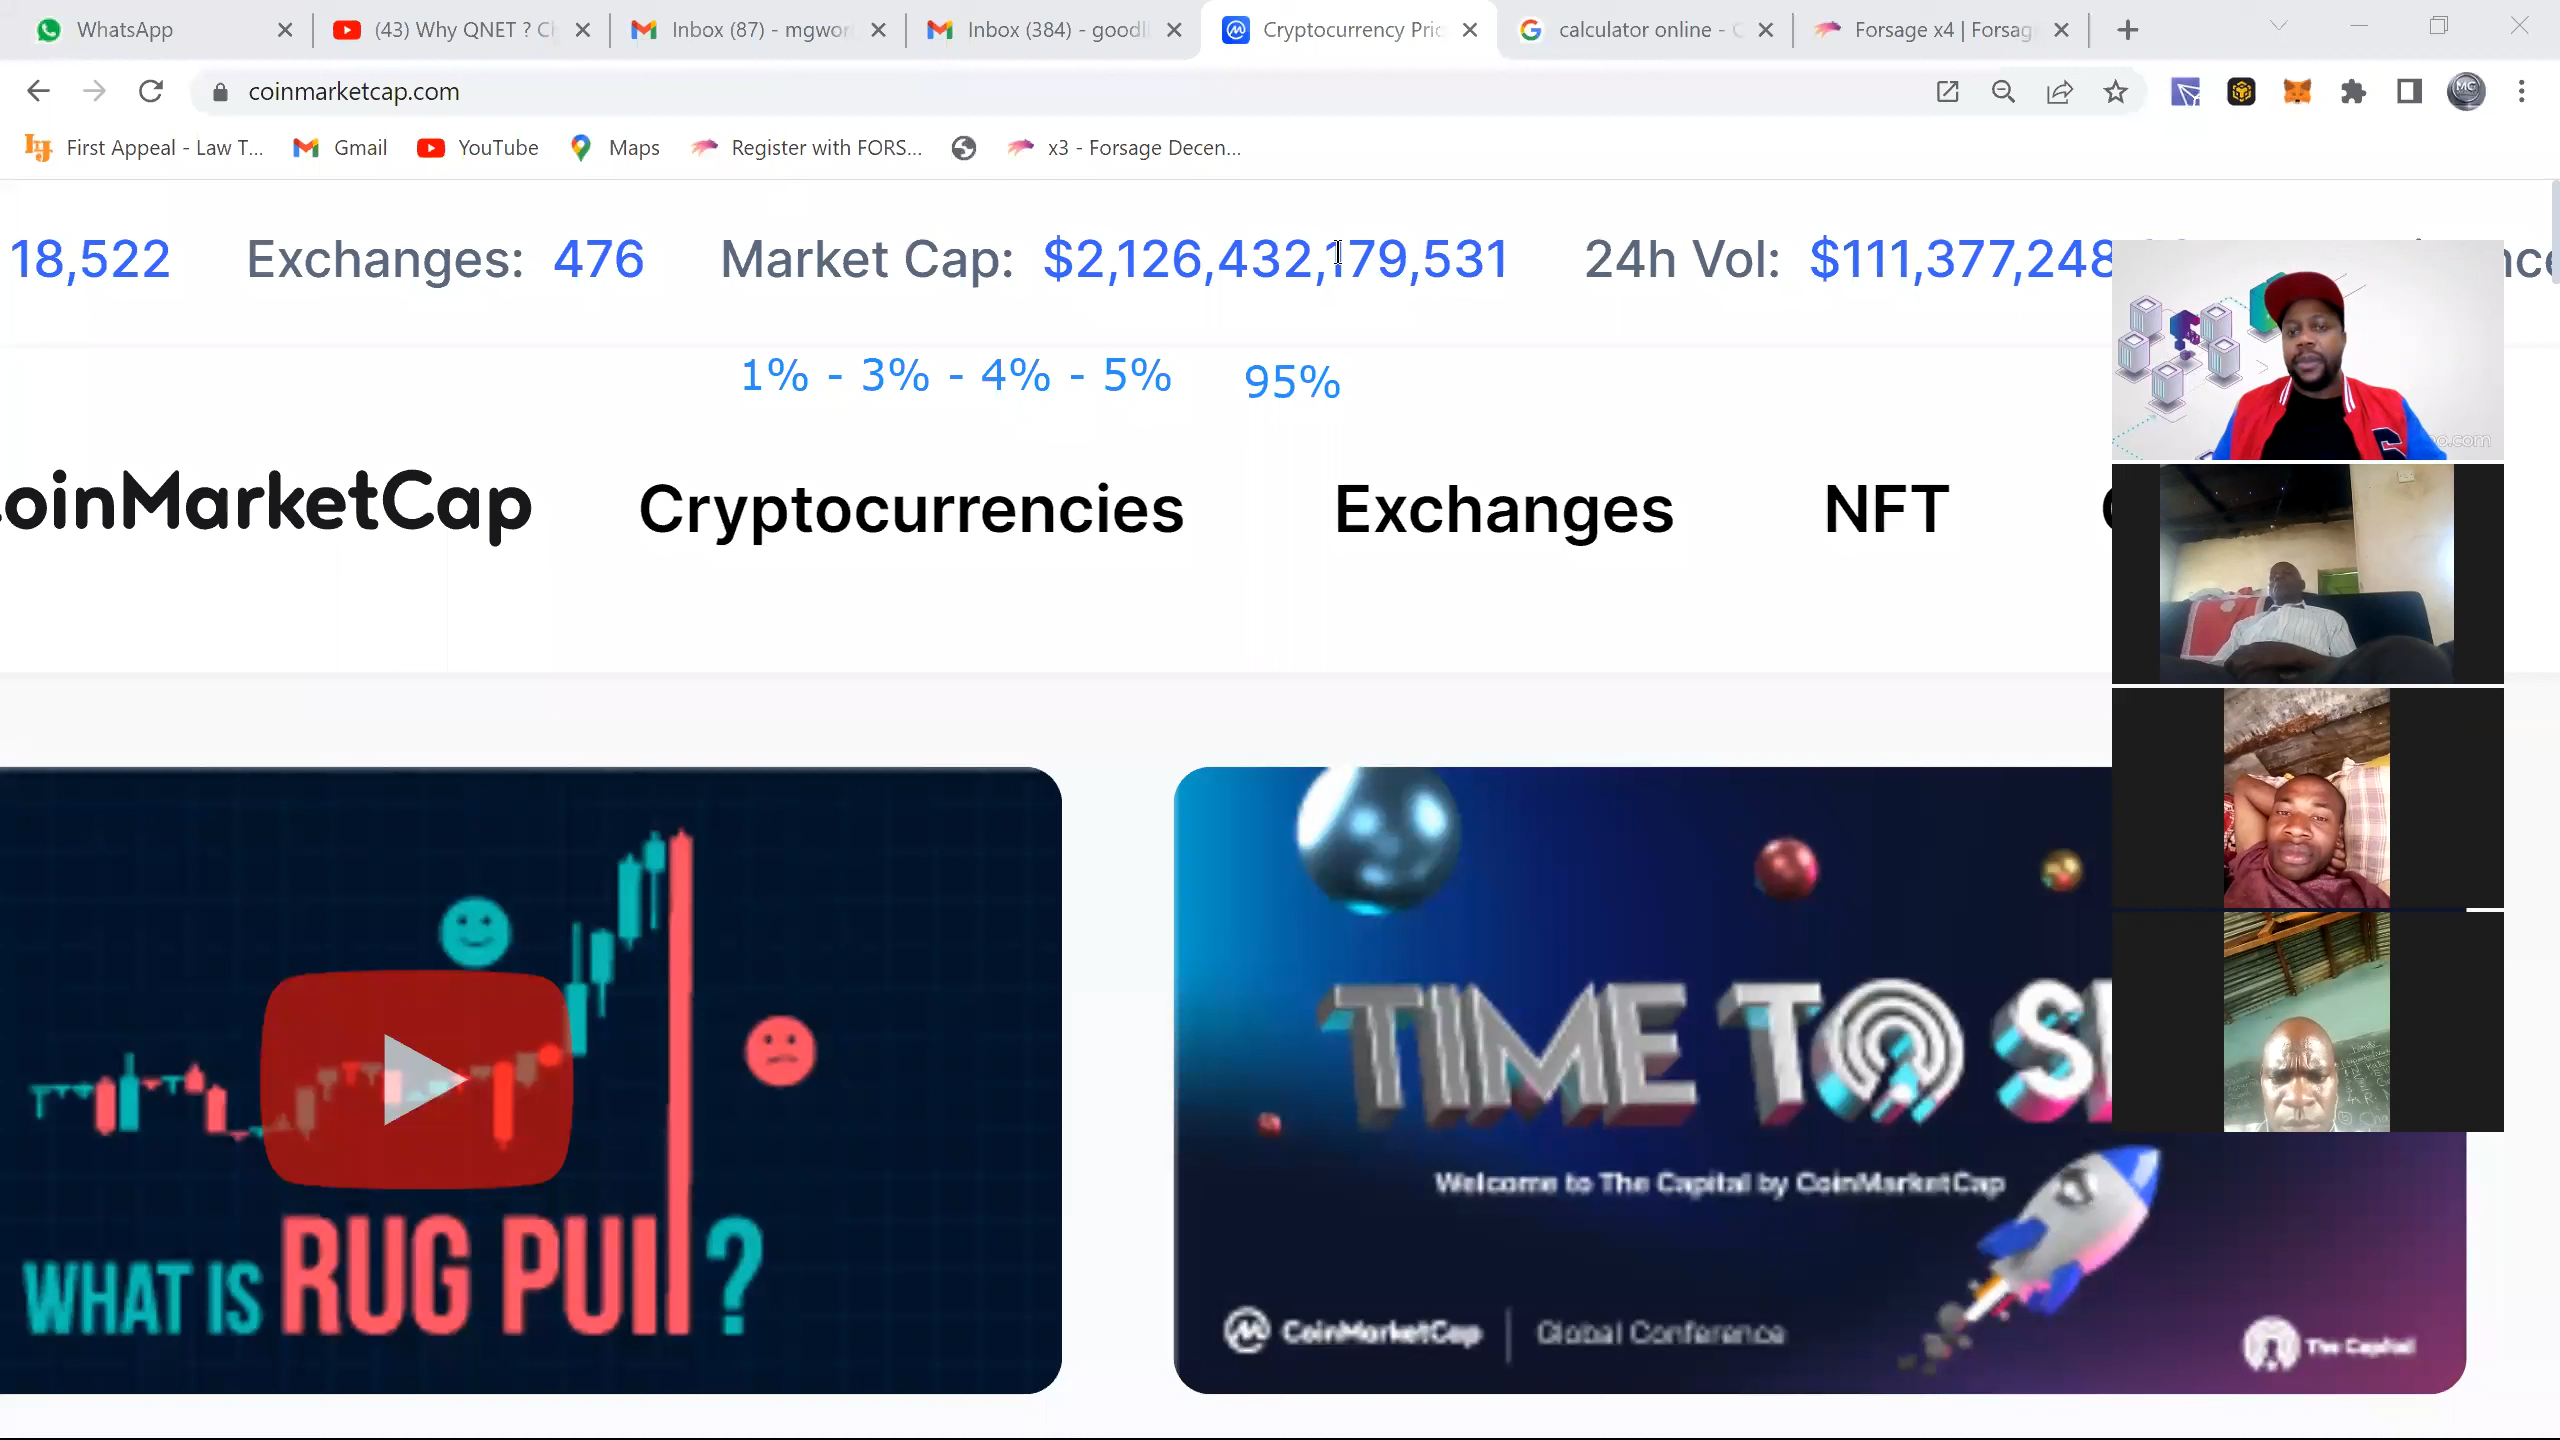 WhatsApp
(43) Why QNET ? C
Inbox (87) - mgwor
Inbox (384) - goodl
Cryptocurrency Pric
calculator online -
Forsage x4 | Forsag
coinmarketcap.com
First Appeal - Law T...
Gmail
YouTube
Maps
Register with FORS...
x3 - Forsage Decen...
18,522
Exchanges: 476
Market Cap: $2,126,432,179,531
24h Vol: $111,377,248
1% - 3% - 4% - 5% 95%
oinMarketCap
Cryptocurrencies
Exchanges
NFT
WHAT IS RUG PUll ?
TIME TO S
Welcome to The Capital by CoinMarketCap
CoinMarketCap | Global Conference
The Capital